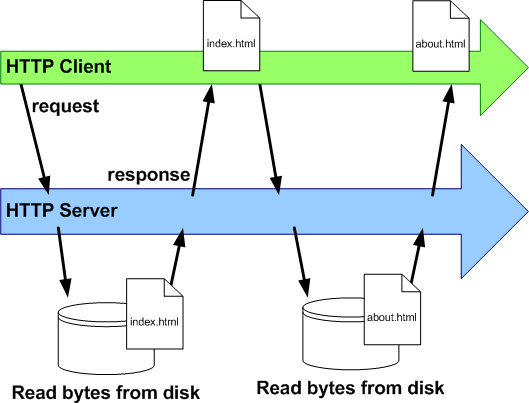 index.html
about.html
HTTP Client
request
response
HTTP Server
index.html
about.html
Read bytes from disk
Read bytes from disk